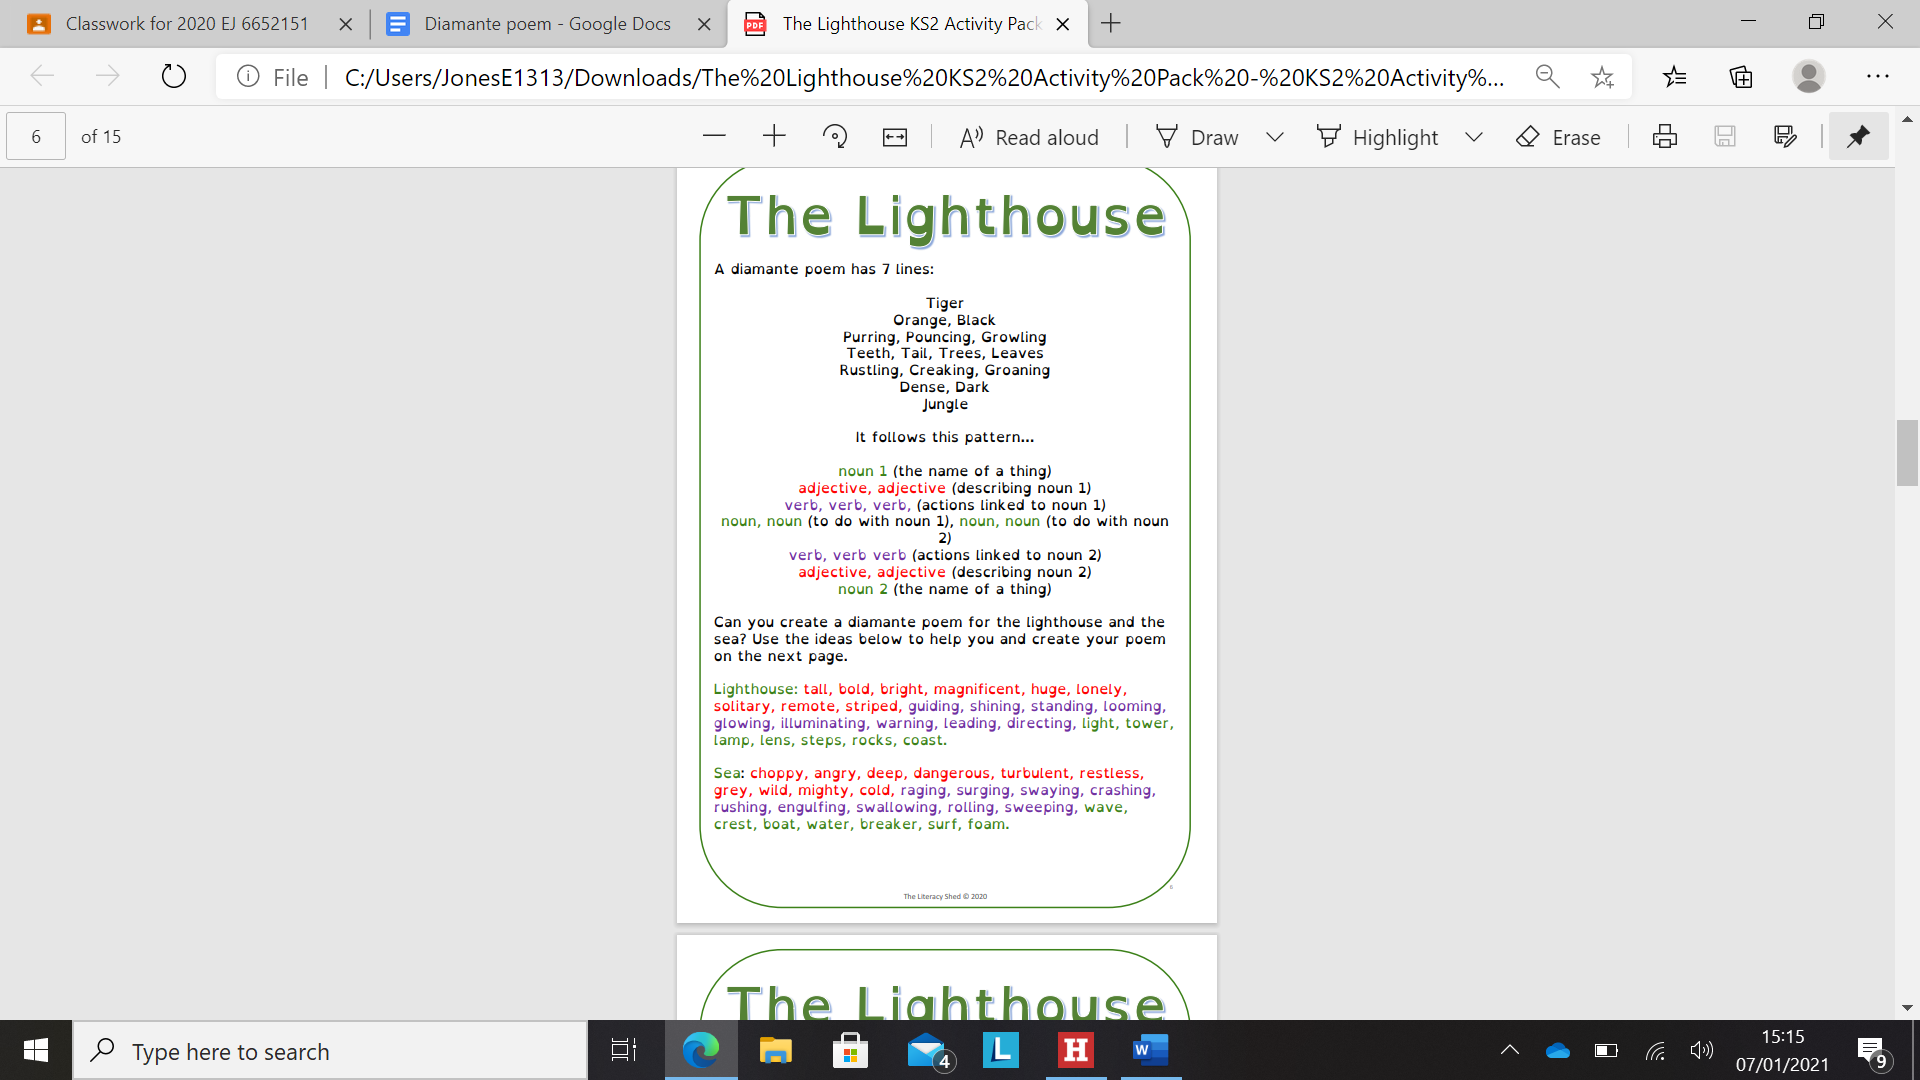 Classwork for 2020 EJ 6652151
Diamante poem - Google Docs
PDF
The Lighthouse KS2 Activity Pack
File
C:/Users/JonesE1313/Downloads/The%20Lighthouse%20KS2%20Activity%20Pack%20-%20KS2%20Activity%...
6
of 15
Read aloud
Draw
Highlight
Erase
The Lighthouse
A diamante poem has 7 lines:
Tiger
Orange, Black
Purring, Pouncing, Growling
Teeth, Tail, Trees, Leaves
Rustling, Creaking, Groaning
Dense, Dark
Jungle
It follows this pattern...
noun 1 (the name of a thing)
adjective, adjective (describing noun 1)
verb, verb, verb, (actions linked to noun 1)
noun, noun (to do with noun 1), noun, noun (to do with noun
2)
verb, verb verb (actions linked to noun 2)
adjective, adjective (describing noun 2)
noun 2 (the name of a thing)
Can you create a diamante poem for the lighthouse and the
sea? Use the ideas below to help you and create your poem
on the next page.
Lighthouse: tall, bold, bright, magnificent, huge, lonely,
solitary, remote, striped, guiding, shining, standing, looming,
glowing, illuminating, warning, leading, directing, light, tower,
lamp, lens, steps, rocks, coast.
Sea: choppy, angry, deep, dangerous, turbulent, restless,
grey, wild, mighty, cold, raging, surging, swaying, crashing,
rushing, engulfing, swallowing, rolling, sweeping, wave,
crest, boat, water, breaker, surf, foam.
6
The Literacy Shed © 2020
The Lighthouse
Type here to search
4
L
H
W
15:15
07/01/2021
9